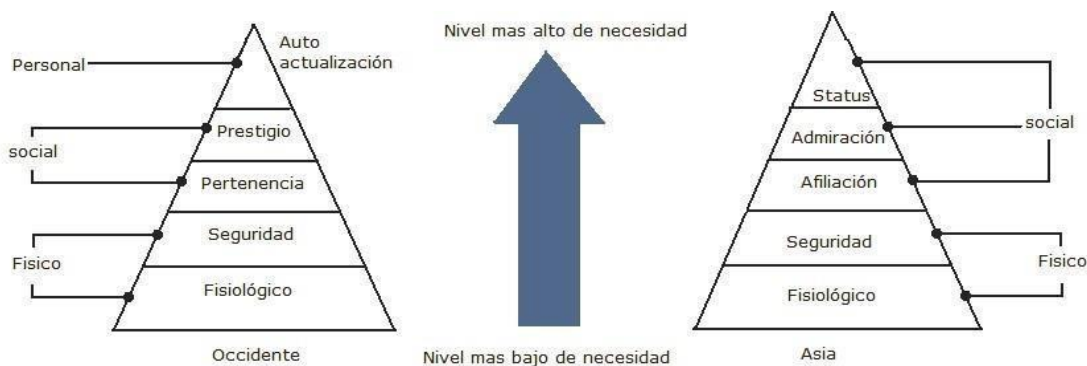 Auto
actualización
Personal
Prestigio
social
Pertenencia
Seguridad
Fisico
Fisiológico
Occidente
Nivel mas alto de necesidad
Nivel mas bajo de necesidad
Status
Admiración
social
Afiliación
Seguridad
Fisico
Fisiológico
Asia